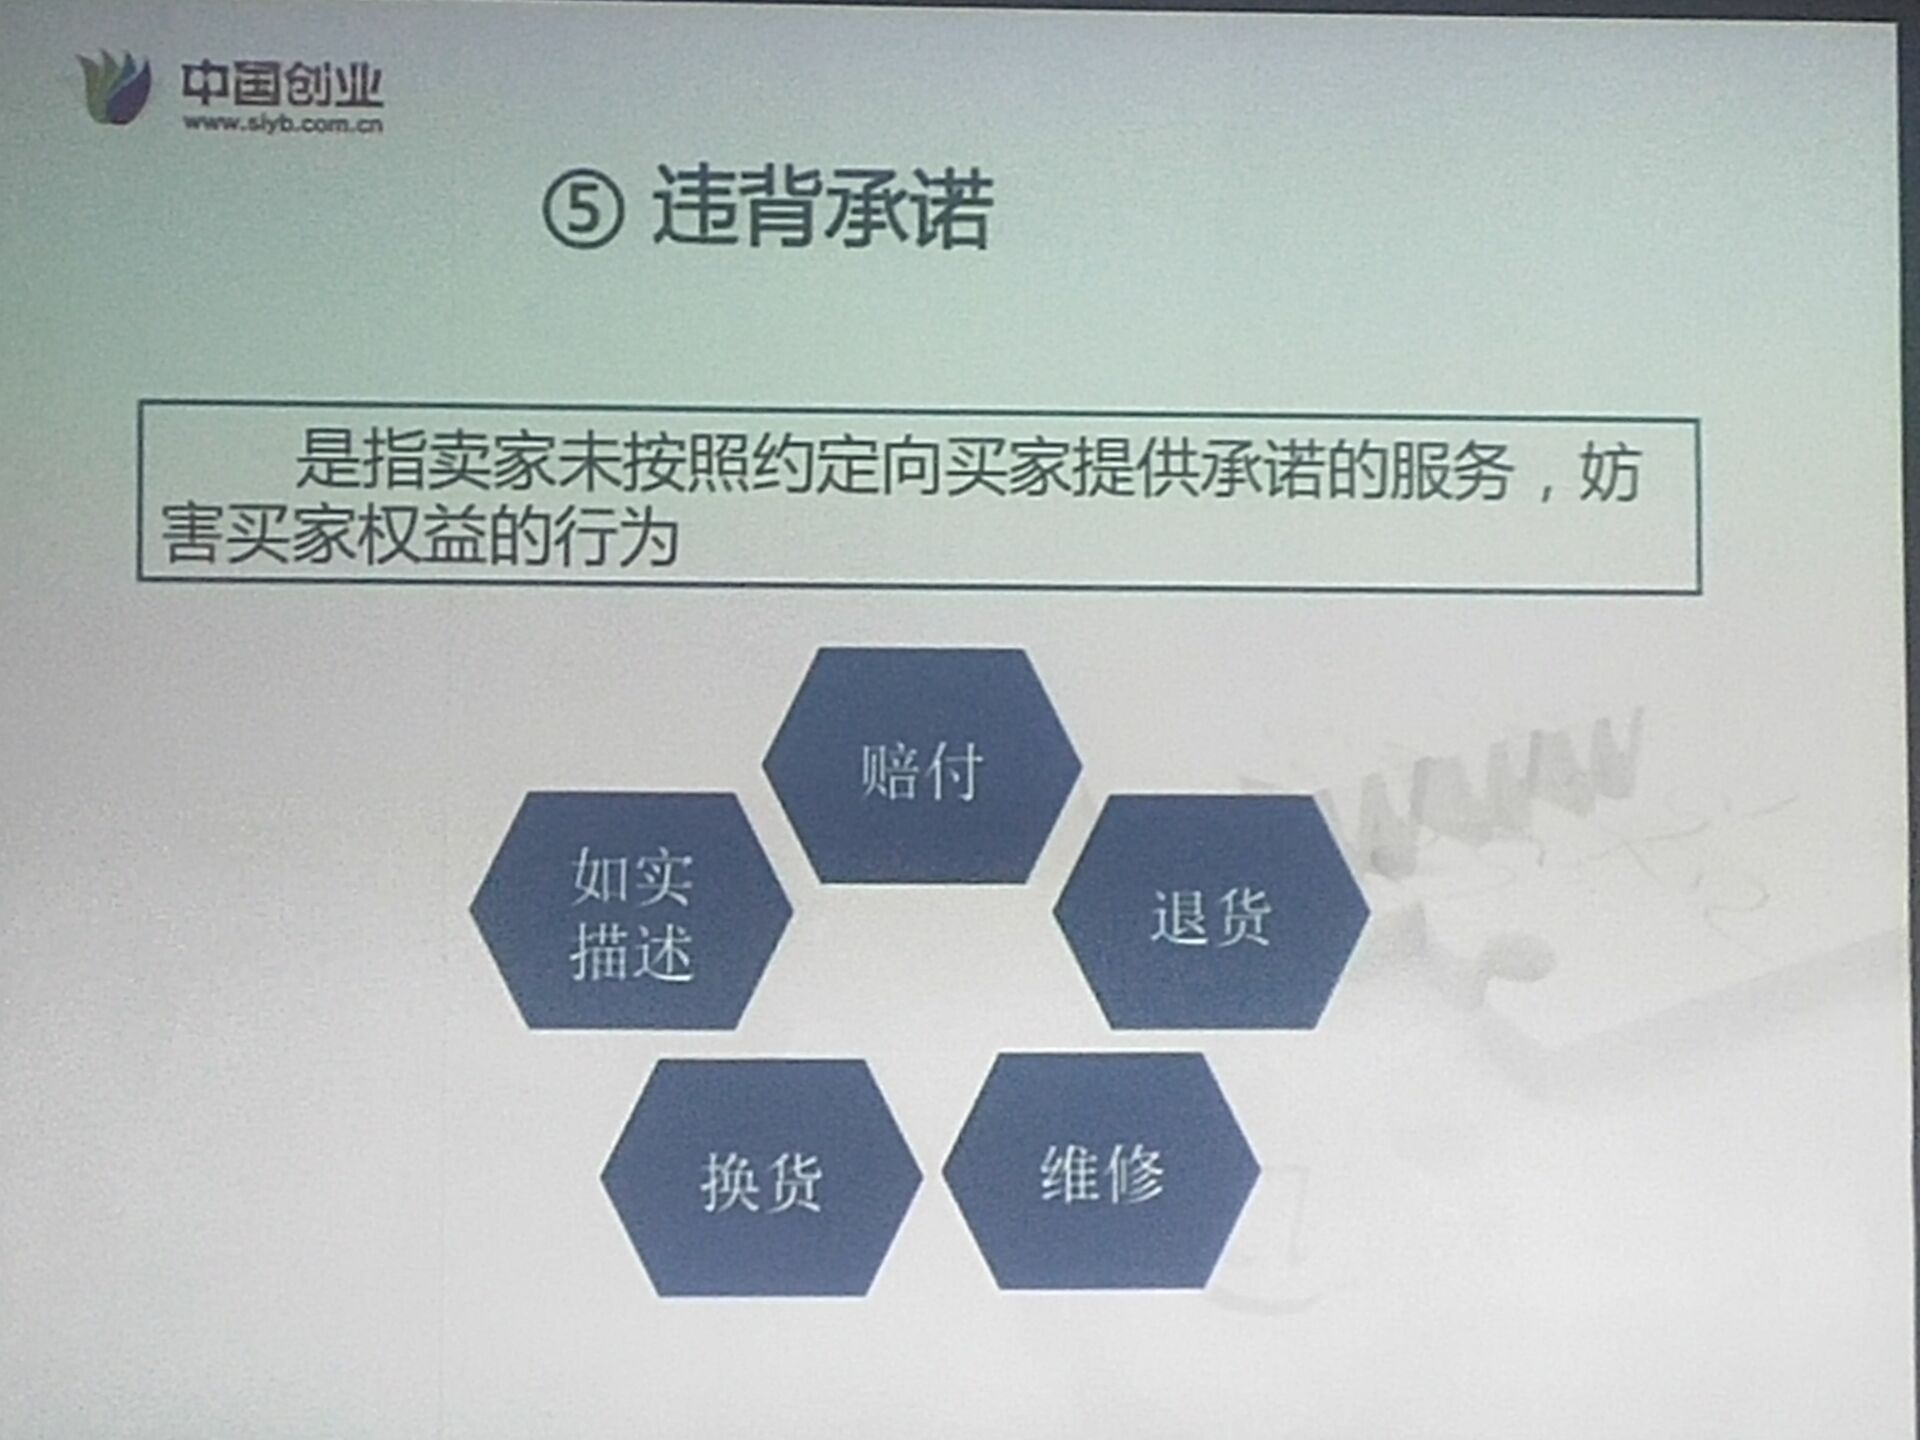 中国创业
www.siyb.com.cn
⑤ 违背承诺
是指卖家未按照约定向买家提供承诺的服务，妨
害买家权益的行为
赔付
如实
描述
退货
换货
维修